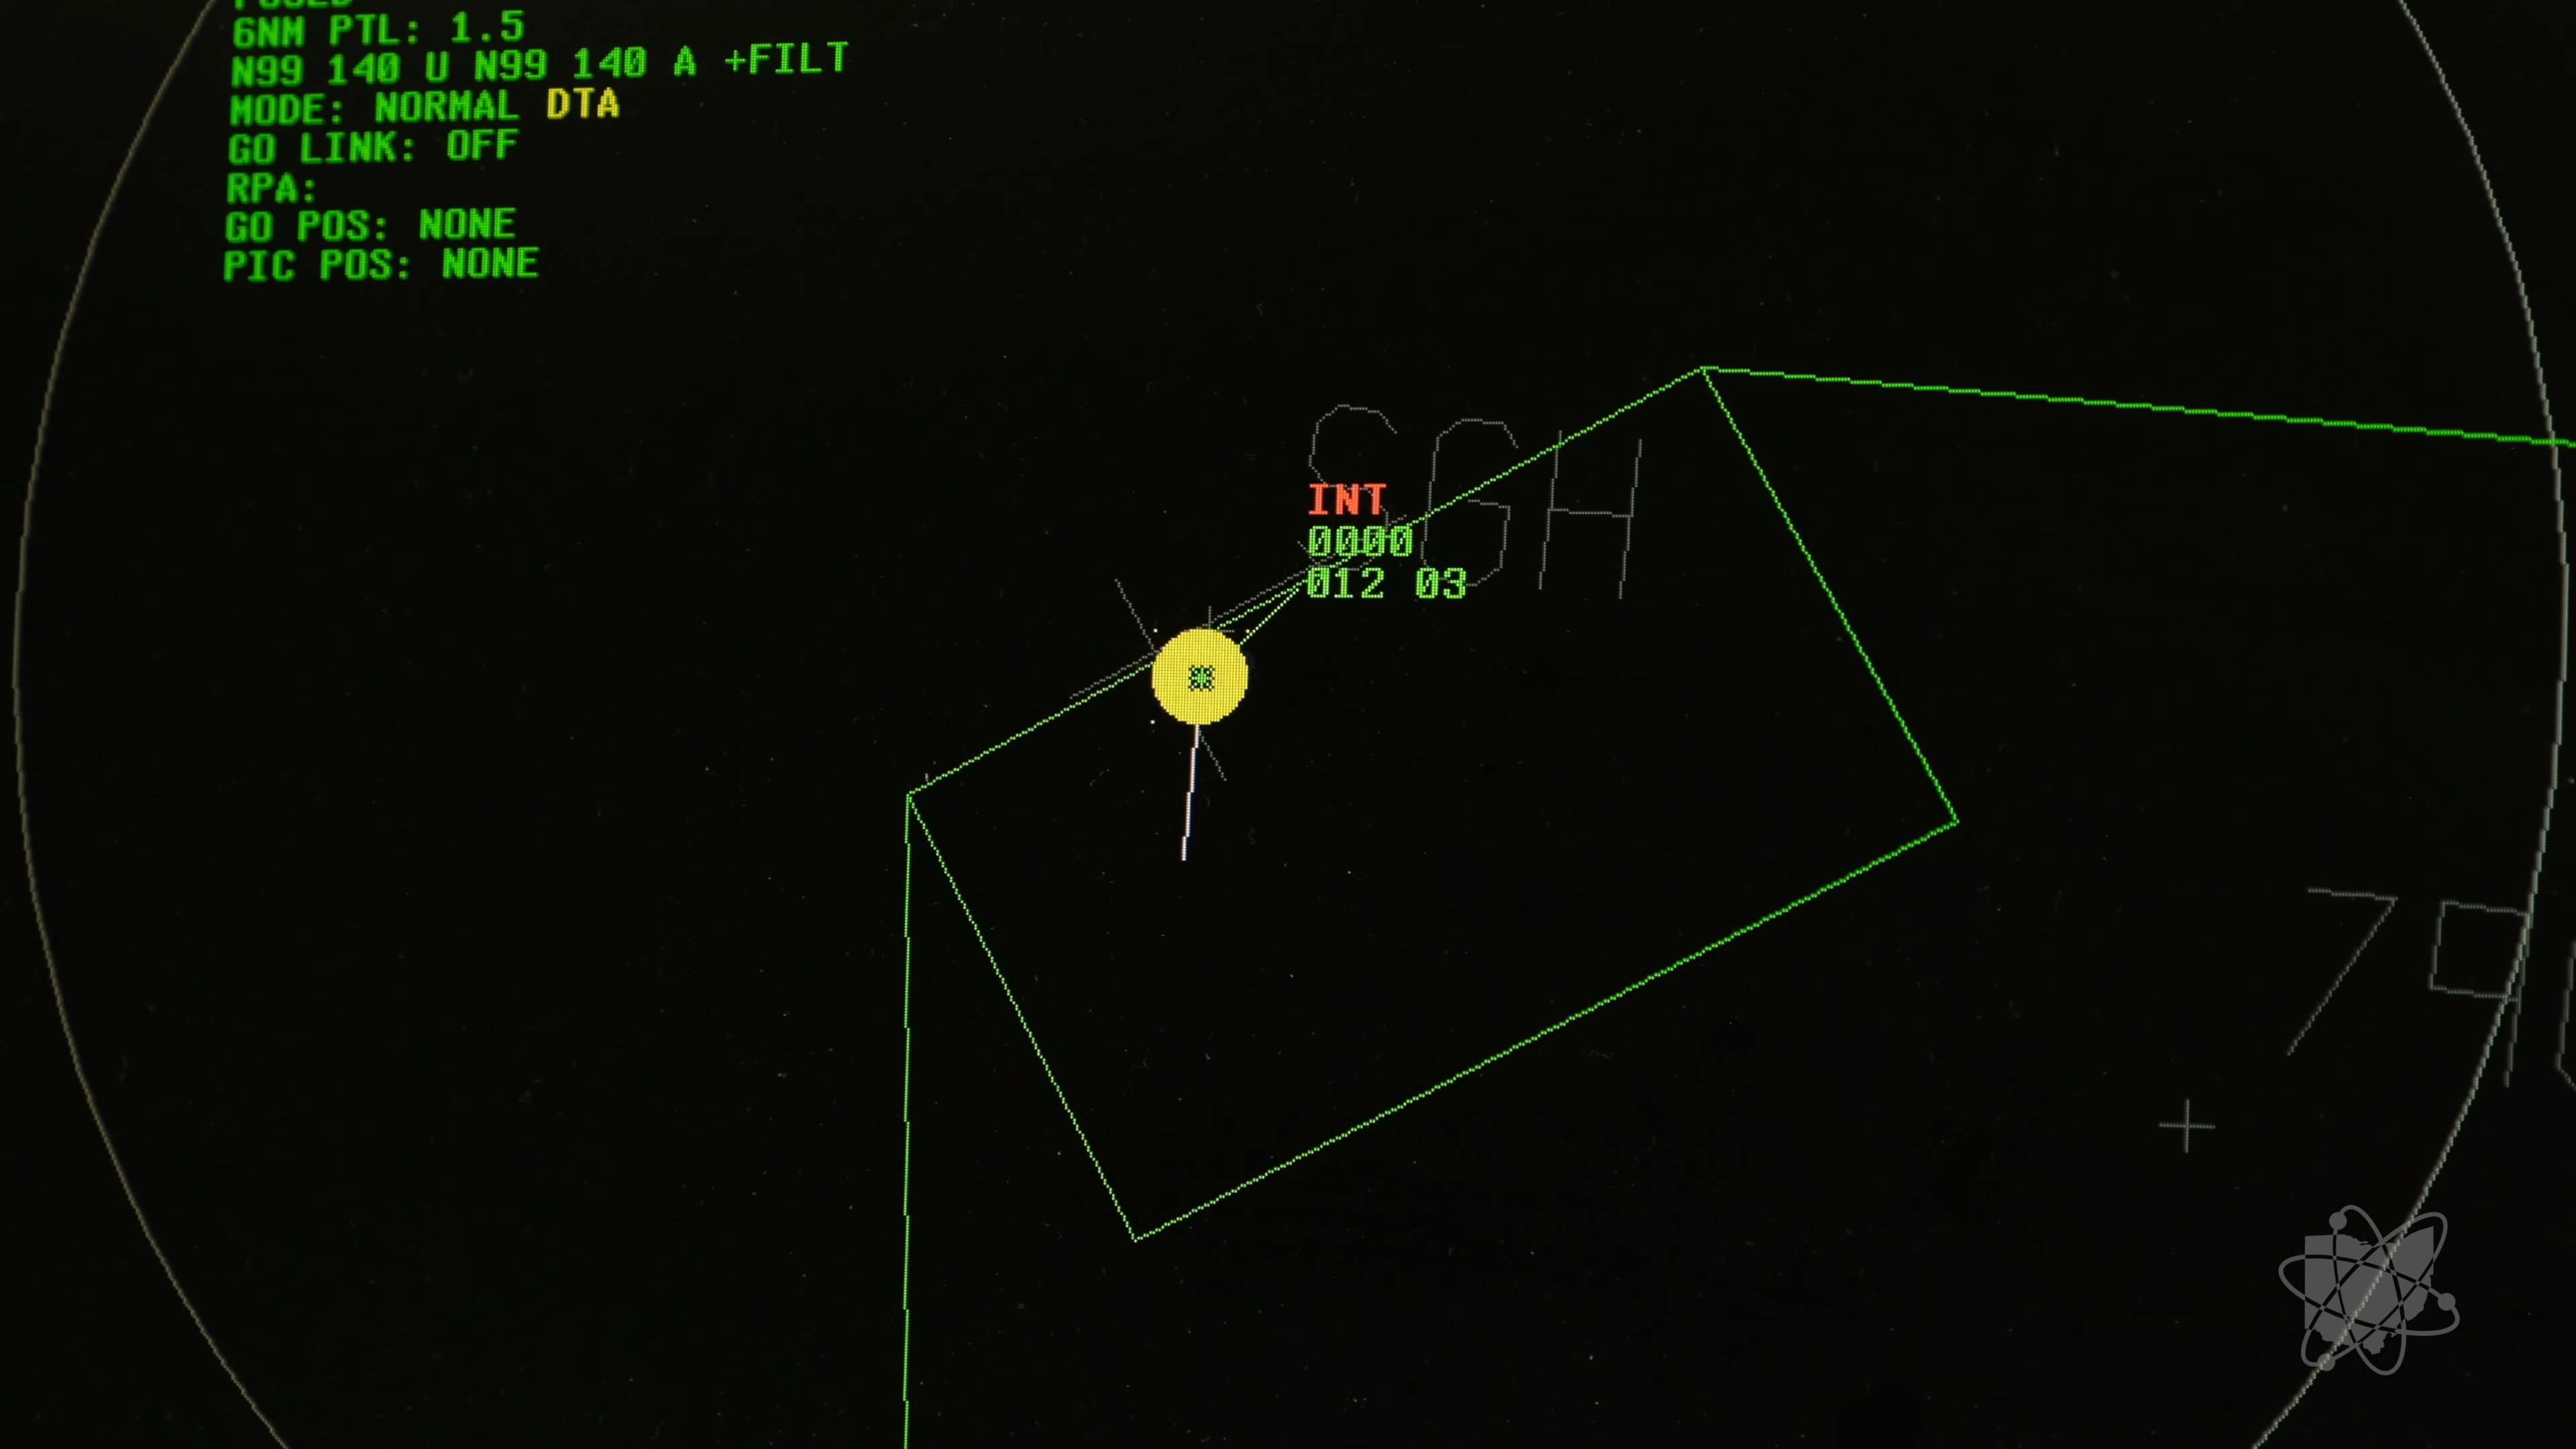 FUSED
6NM PTL: 1.5
N99 140 U N99 140 A +FILT
MODE: NORMAL DTA
GO LINK: OFF
RPA:
GO POS: NONE
PIC POS: NONE
SGH
INT
0000
012 03